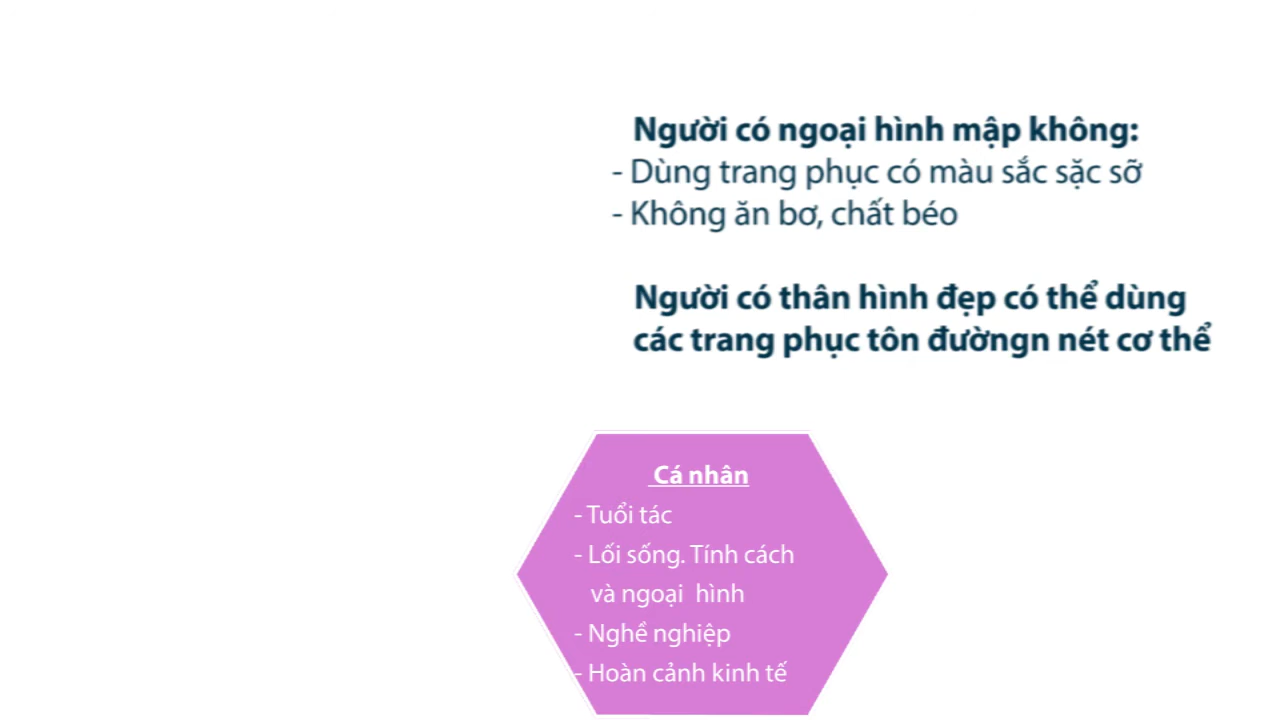 Người có ngoại hình mập không:
- Dùng trang phục có màu sắc sặc sỡ
- Không ăn bơ, chất béo
Người có thân hình đẹp có thể dùng
các trang phục tôn đườngn nét cơ thể
Cá nhân
- Tuổi tác
- Lối sống. Tính cách
và ngoại hình
- Nghề nghiệp
- Hoàn cảnh kinh tế